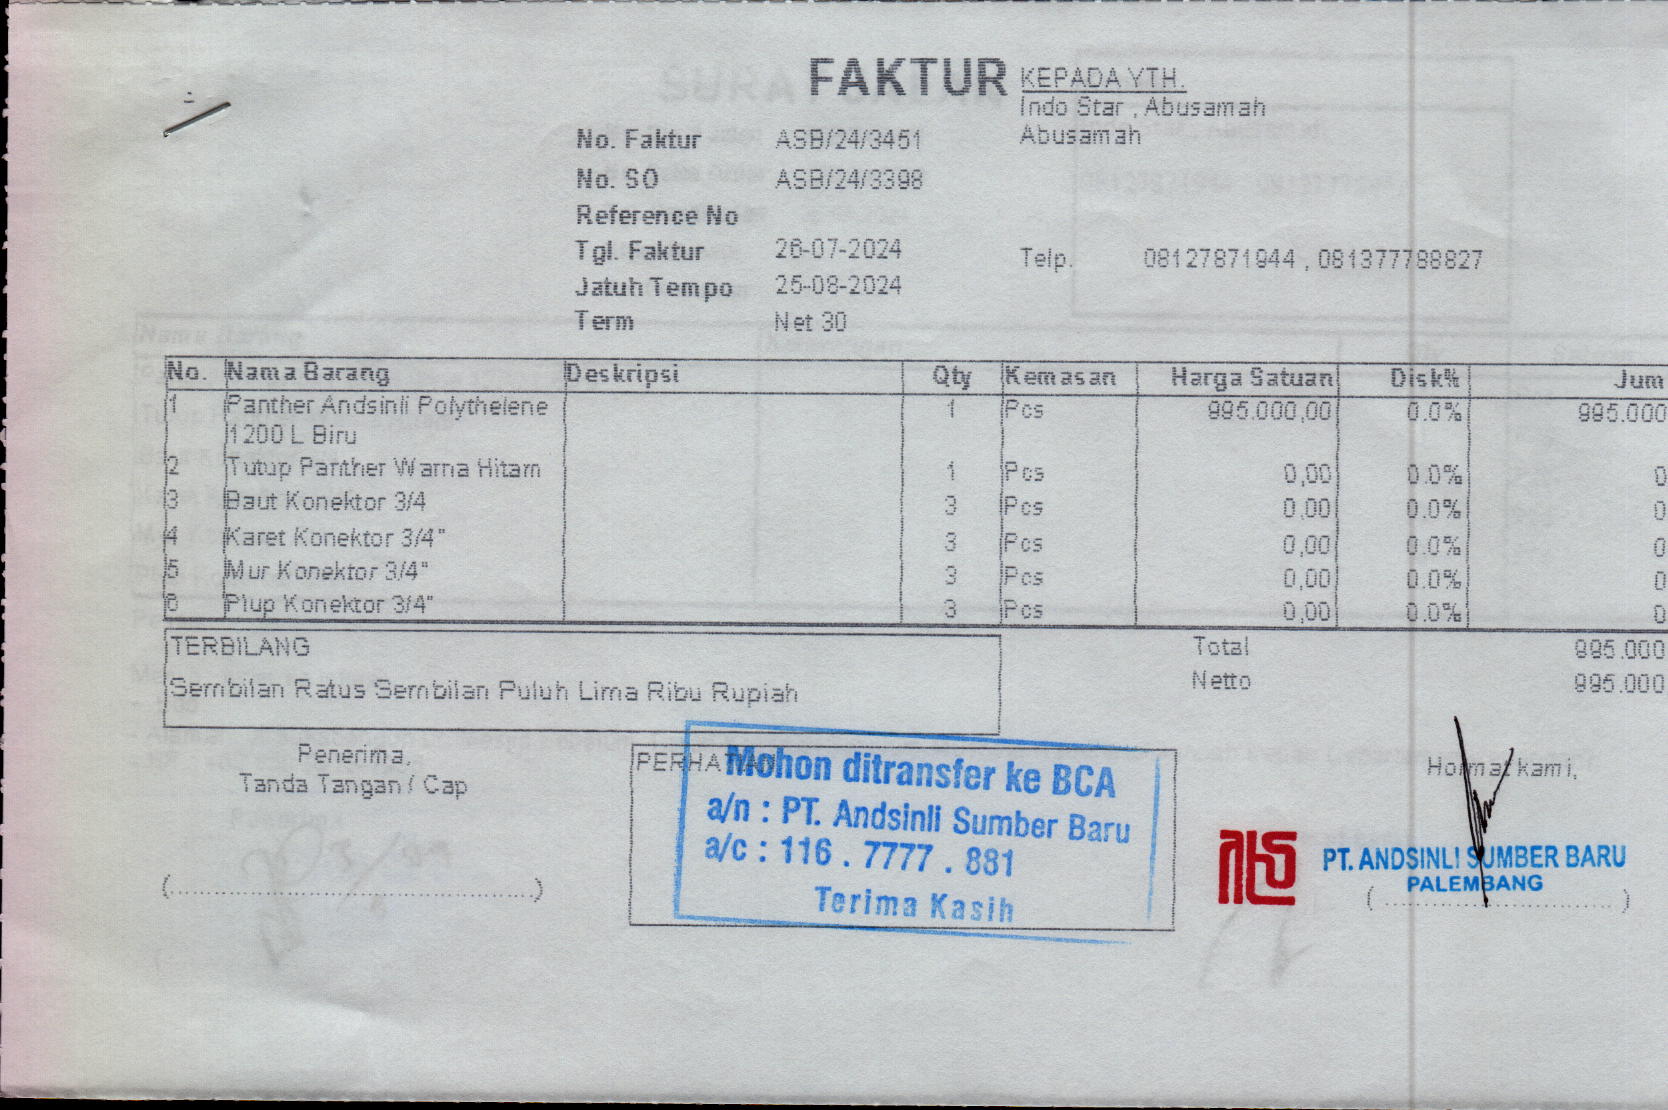 FAKTUR
KEPADA YTH.
Indo Star , Abusamah
Abusamah
No. Faktur ASB/24/3451
No. SO ASB/24/3398
Reference No
Tgl. Faktur 26-07-2024
Telp. 08127871944 , 081377788827
Jatuh Tempo 25-08-2024
Term Net 30
No. Nama Barang Deskripsi Qty Kemasan Harga Satuan Disk% Jum
1 Panther Andsinli Polythelene 1 Pcs 995.000,00 0.0% 995.000
1200 L Biru
2 Tutup Panther Warna Hitam 1 Pcs 0,00 0.0% 0
3 Baut Konektor 3/4 3 Pcs 0,00 0.0% 0
4 Karet Konektor 3/4" 3 Pcs 0,00 0.0% 0
5 Mur Konektor 3/4" 3 Pcs 0,00 0.0% 0
6 Plup Konektor 3/4" 3 Pcs 0,00 0.0% 0
TERBILANG
Sembilan Ratus Sembilan Puluh Lima Ribu Rupiah
Total 995.000
Netto 995.000
Penerima,
Tanda Tangan / Cap
(..................................................)
PERHATIAN
Mohon ditransfer ke BCA
a/n : PT. Andsinli Sumber Baru
a/c : 116 . 7777 . 881
Terima Kasih
Hormat kami,
PT. ANDSINLI SUMBER BARU
PALEMBANG
(................................)